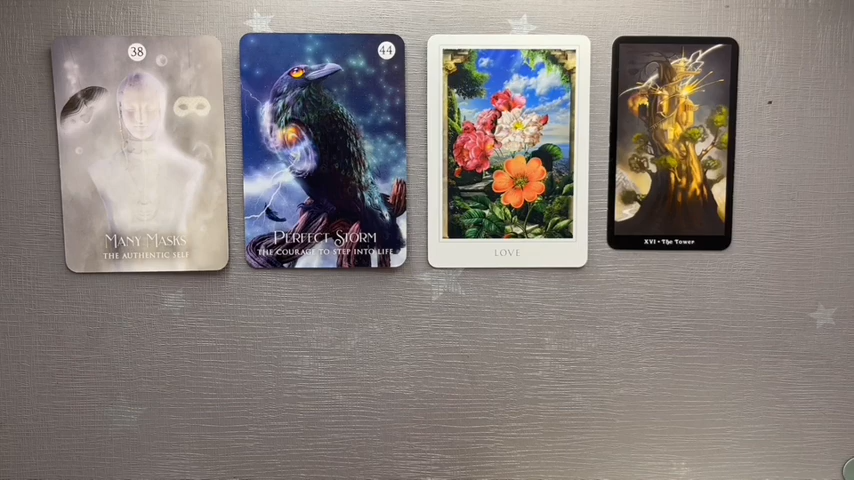 38
MANY MASKS
THE AUTHENTIC SELF
44
PERFECT STORM
THE COURAGE TO STEP INTO LIFE
LOVE
XVI • The Tower